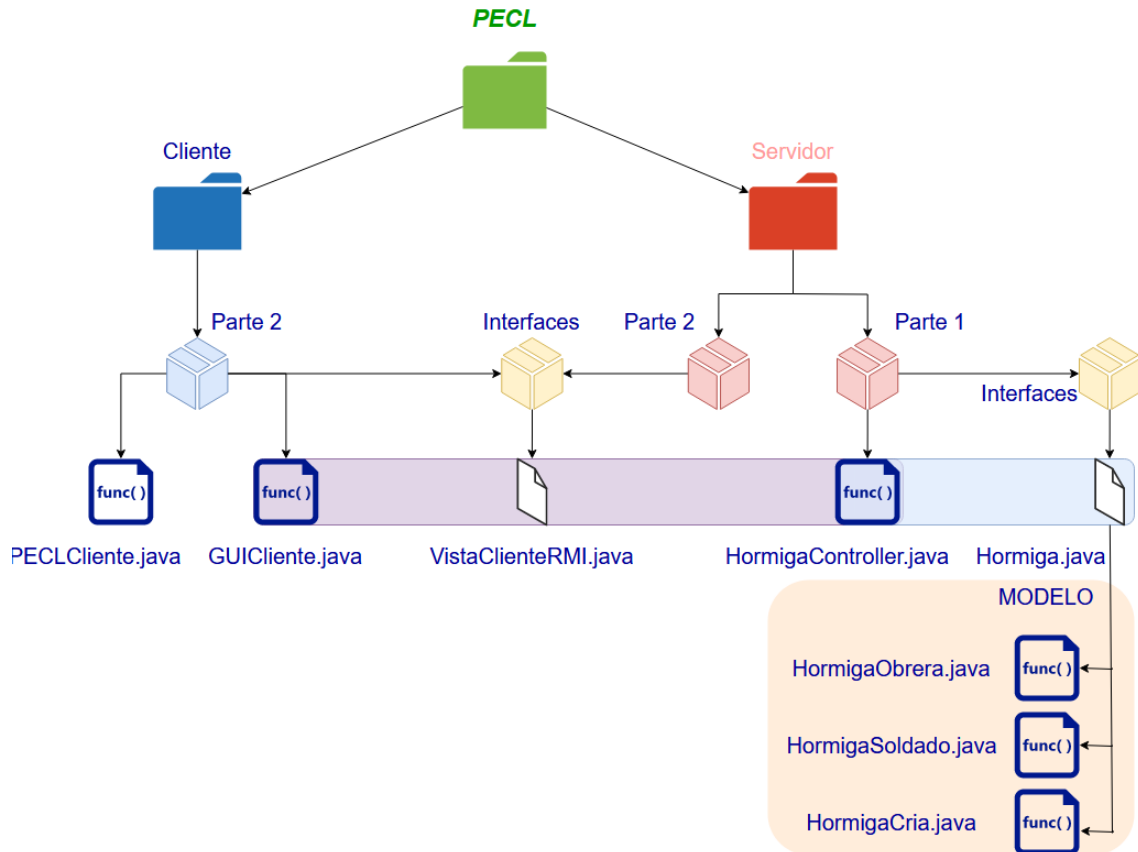 PECL
Cliente
Servidor
Parte 2
Interfaces
Parte 2
Parte 1
Interfaces
func( )
func( )
func( )
PECLCliente.java
GUICliente.java
VistaClienteRMI.java
HormigaController.java
Hormiga.java
MODELO
HormigaObrera.java
func( )
HormigaSoldado.java
func( )
HormigaCria.java
func( )